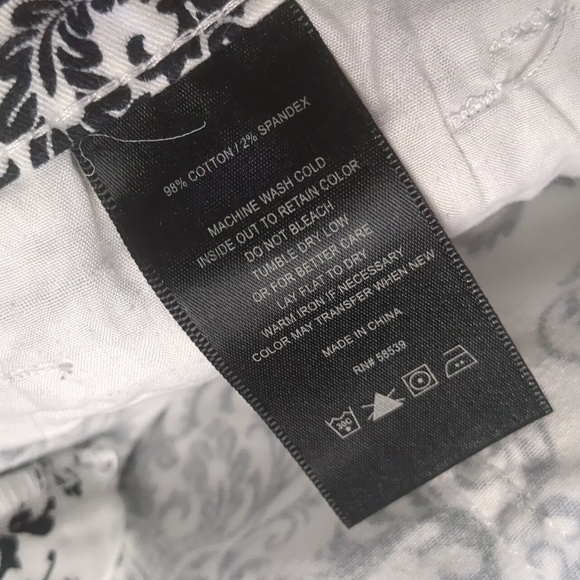 98% COTTON / 2% SPANDEX
MACHINE WASH COLD
INSIDE OUT TO RETAIN COLOR
DO NOT BLEACH
TUMBLE DRY LOW
OR FOR BETTER CARE
LAY FLAT TO DRY
WARM IRON IF NECESSARY
COLOR MAY TRANSFER WHEN NEW
MADE IN CHINA
RN# 58539
30C